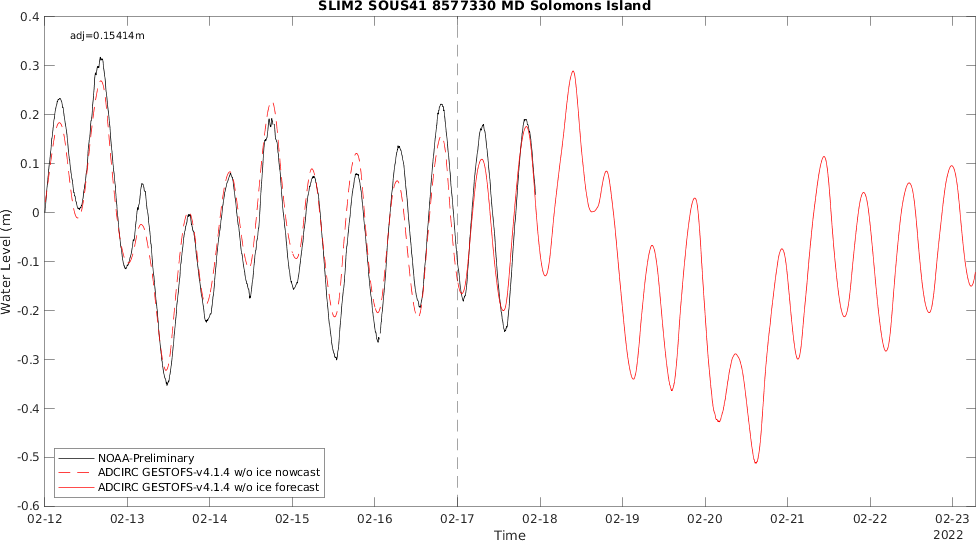 SLIM2 SOUS41 8577330 MD Solomons Island
adj=0.15414m
0.4
0.3
0.2
0.1
0
-0.1
-0.2
-0.3
-0.4
-0.5
-0.6
Water Level (m)
NOAA-Preliminary
ADCIRC GESTOFS-v4.1.4 w/o ice nowcast
ADCIRC GESTOFS-v4.1.4 w/o ice forecast
02-12 02-13 02-14 02-15 02-16 02-17 02-18 02-19 02-20 02-21 02-22 02-23
Time
2022